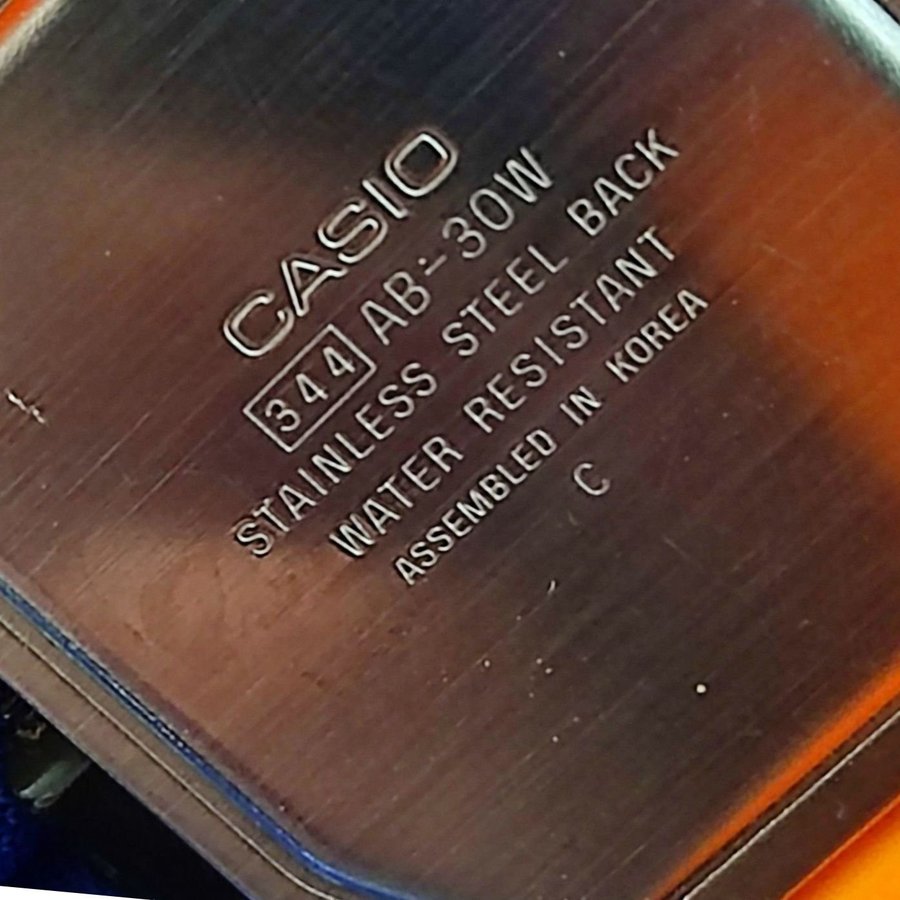 CASIO
344 AB-30W
STAINLESS STEEL BACK
WATER RESISTANT
ASSEMBLED IN KOREA
C